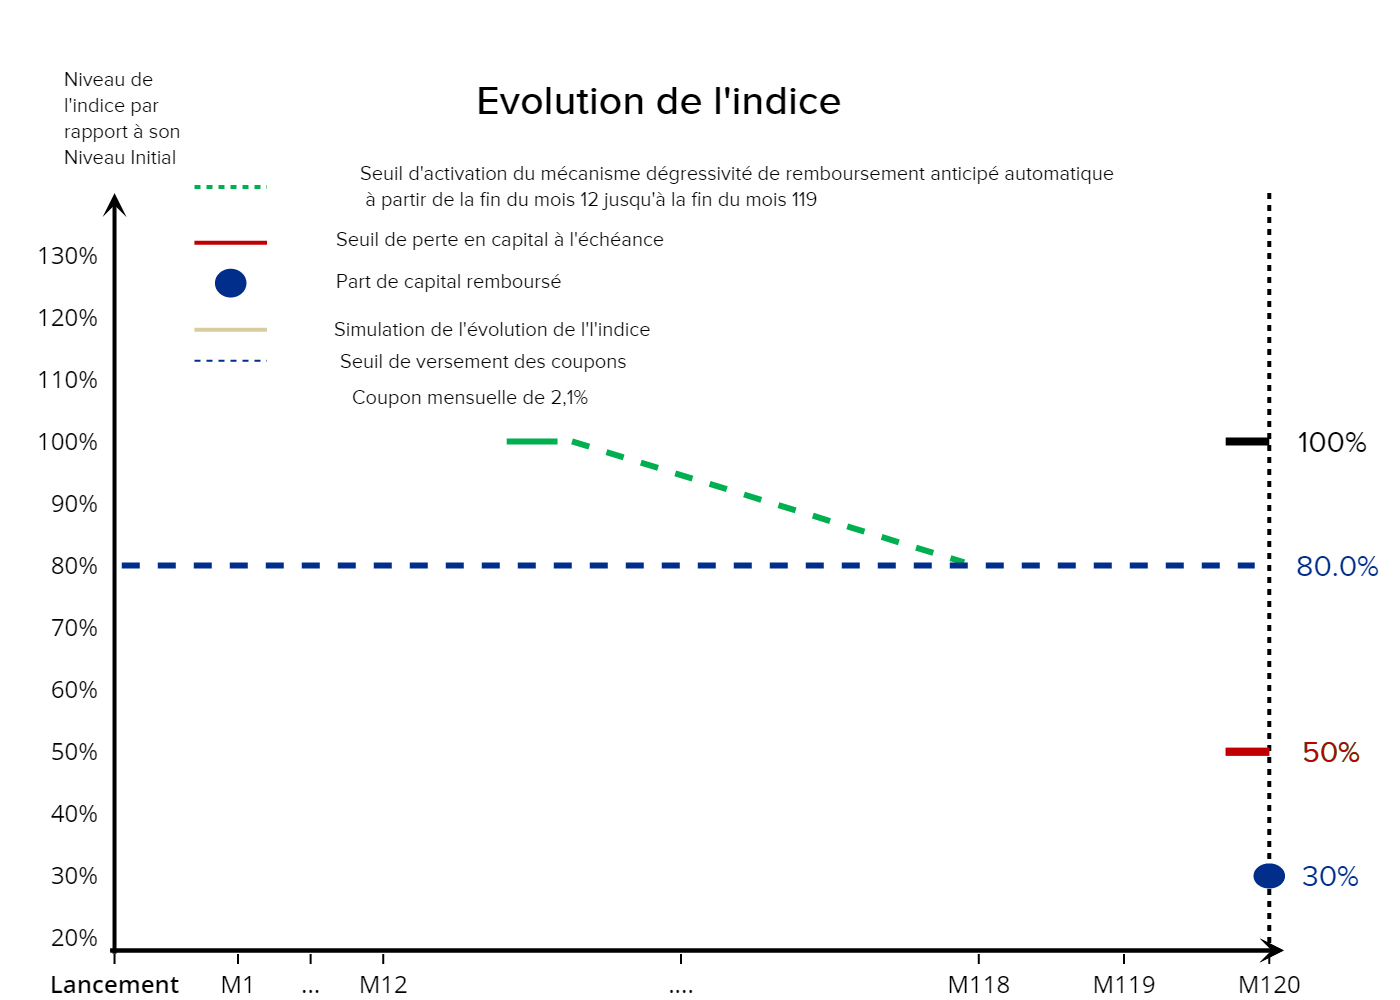 Niveau de
l'indice par
rapport à son
Niveau Initial
Evolution de l'indice
Seuil d'activation du mécanisme dégressivité de remboursement anticipé automatique
à partir de la fin du mois 12 jusqu'à la fin du mois 119
Seuil de perte en capital à l'échéance
Part de capital remboursé
Simulation de l'évolution de l'l'indice
Seuil de versement des coupons
Coupon mensuelle de 2,1%
130%
120%
110%
100%
90%
80%
70%
60%
50%
40%
30%
20%
100%
80.0%
50%
30%
Lancement M1 ... M12 .... M118 M119 M120